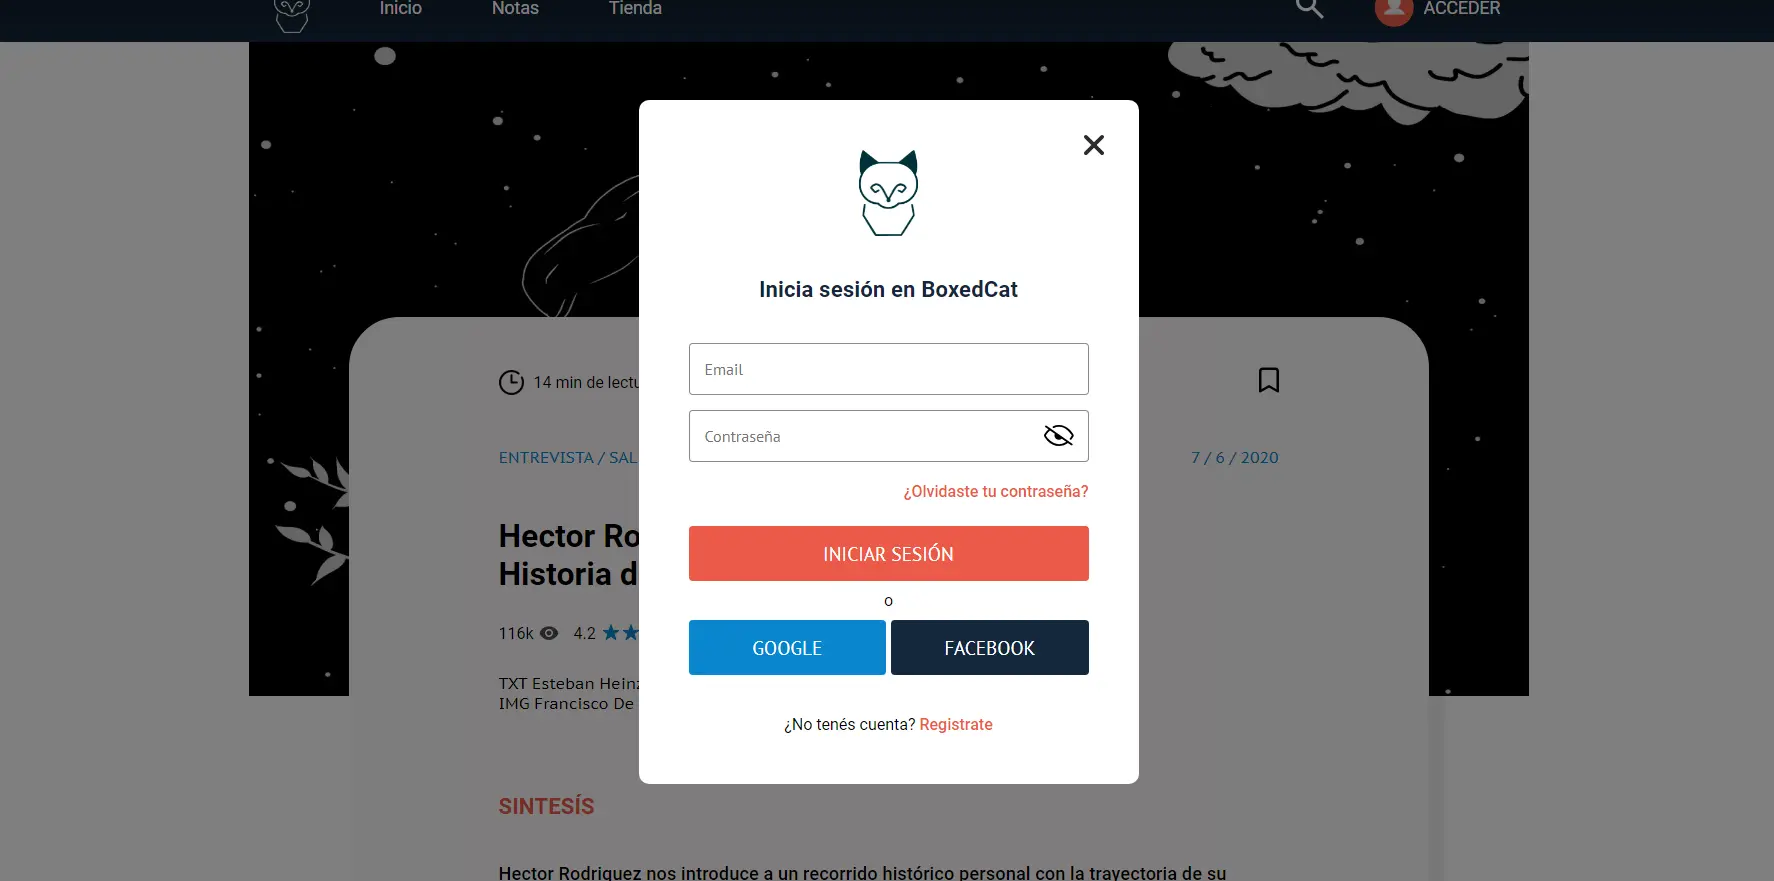 Inicio Notas Tienda ACCEDER
Inicia sesión en BoxedCat
Email
Contraseña
¿Olvidaste tu contraseña?
INICIAR SESIÓN
o
GOOGLE FACEBOOK
¿No tenés cuenta? Registrate
14 min de lectu
ENTREVISTA / SAL 7 / 6 / 2020
Hector Ro
Historia d
116k 4.2
TXT Esteban Heinz
IMG Francisco De
SINTESÍS
Hector Rodriguez nos introduce a un recorrido histórico personal con la trayectoria de su